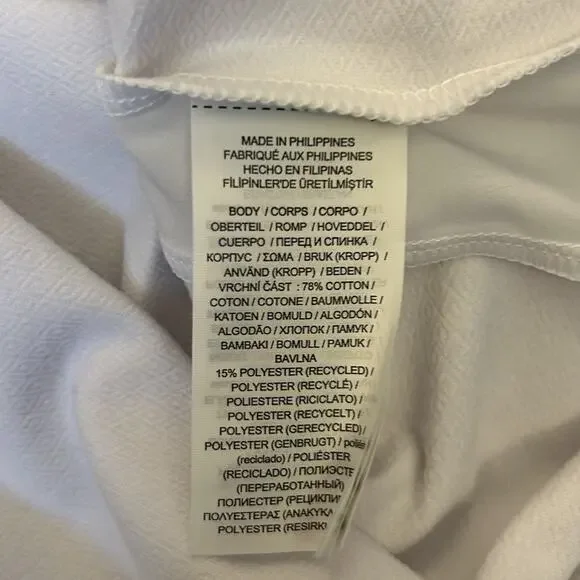 MADE IN PHILIPPINES
FABRIQUÉ AUX PHILIPPINES
HECHO EN FILIPINAS
FİLİPİNLER'DE ÜRETİLMİŞTİR
BODY / CORPS / CORPO /
OBERTEIL / ROMP / HOVEDDEL /
CUERPO / ПЕРЕД И СПИНКА /
КОРПУС / ΣΩΜΑ / BRUK (KROPP) /
ANVÄND (KROPP) / BEDEN /
VRCHNÍ ČÁST : 78% COTTON /
COTON / COTONE / BAUMWOLLE /
KATOEN / BOMULD / ALGODÓN /
ALGODÃO / ХЛОПОК / ПАМУК /
BAMBAKI / BOMULL / PAMUK /
BAVLNA
15% POLYESTER (RECYCLED) /
POLYESTER (RECYCLÉ) /
POLIESTERE (RICICLATO) /
POLYESTER (RECYCELT) /
POLYESTER (GERECYCLED) /
POLYESTER (GENBRUGT) /
(reciclado) / POLIÉSTER
(RECICLADO) /
(ПЕРЕРАБОТАННЫЙ)
ПОЛИЕСТЕР
ΠΟΛΥΕΣΤΕΡΑΣ
POLYESTER